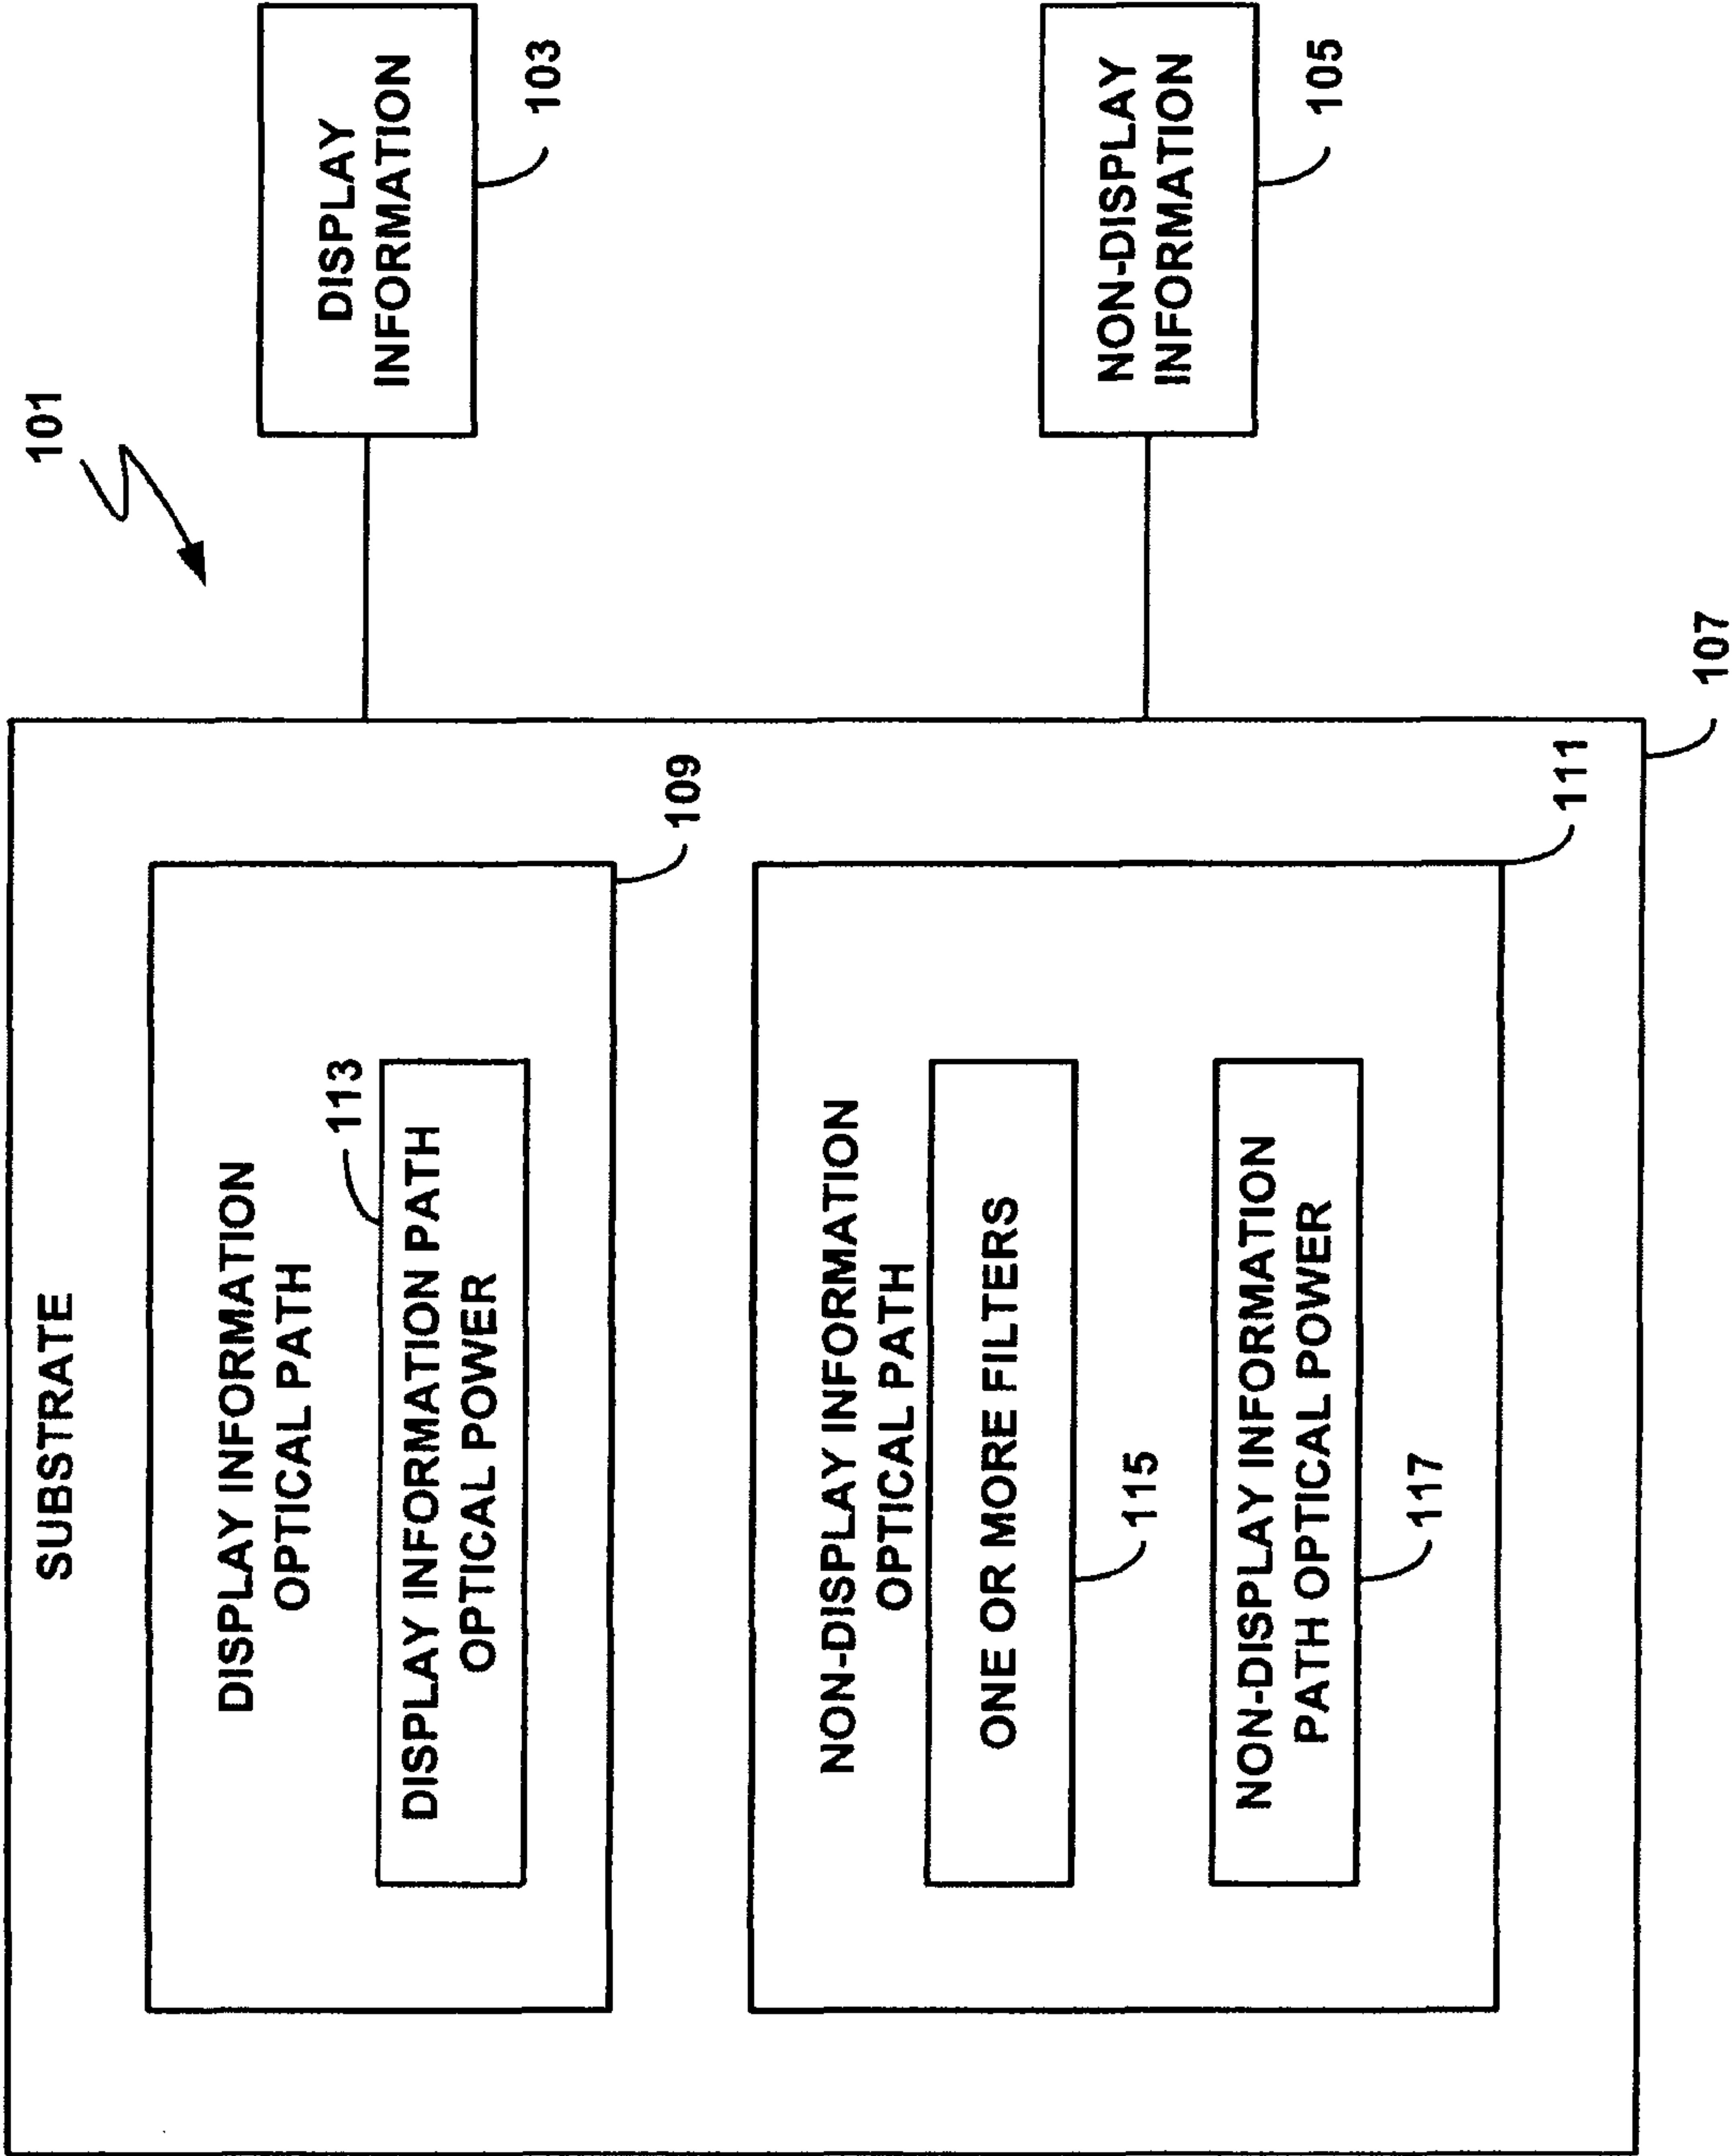 101
DISPLAY
INFORMATION
103
NON-DISPLAY
INFORMATION
105
SUBSTRATE
107
DISPLAY INFORMATION
OPTICAL PATH
109
113
DISPLAY INFORMATION PATH
OPTICAL POWER
NON-DISPLAY INFORMATION
OPTICAL PATH
111
ONE OR MORE FILTERS
115
NON-DISPLAY INFORMATION
PATH OPTICAL POWER
117